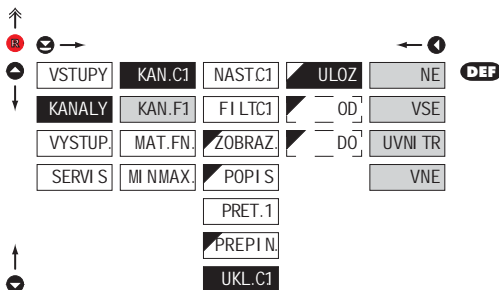 R
VSTUPY KAN.C1 NAST.C1 ULOZ NE DEF
KANALY KAN.F1 FILTC1 OD VSE
VYSTUP. MAT.FN. ZOBRAZ. DO UVNITR
SERVIS MINMAX. POPIS VNE
PRET.1
PREPIN.
UKL.C1